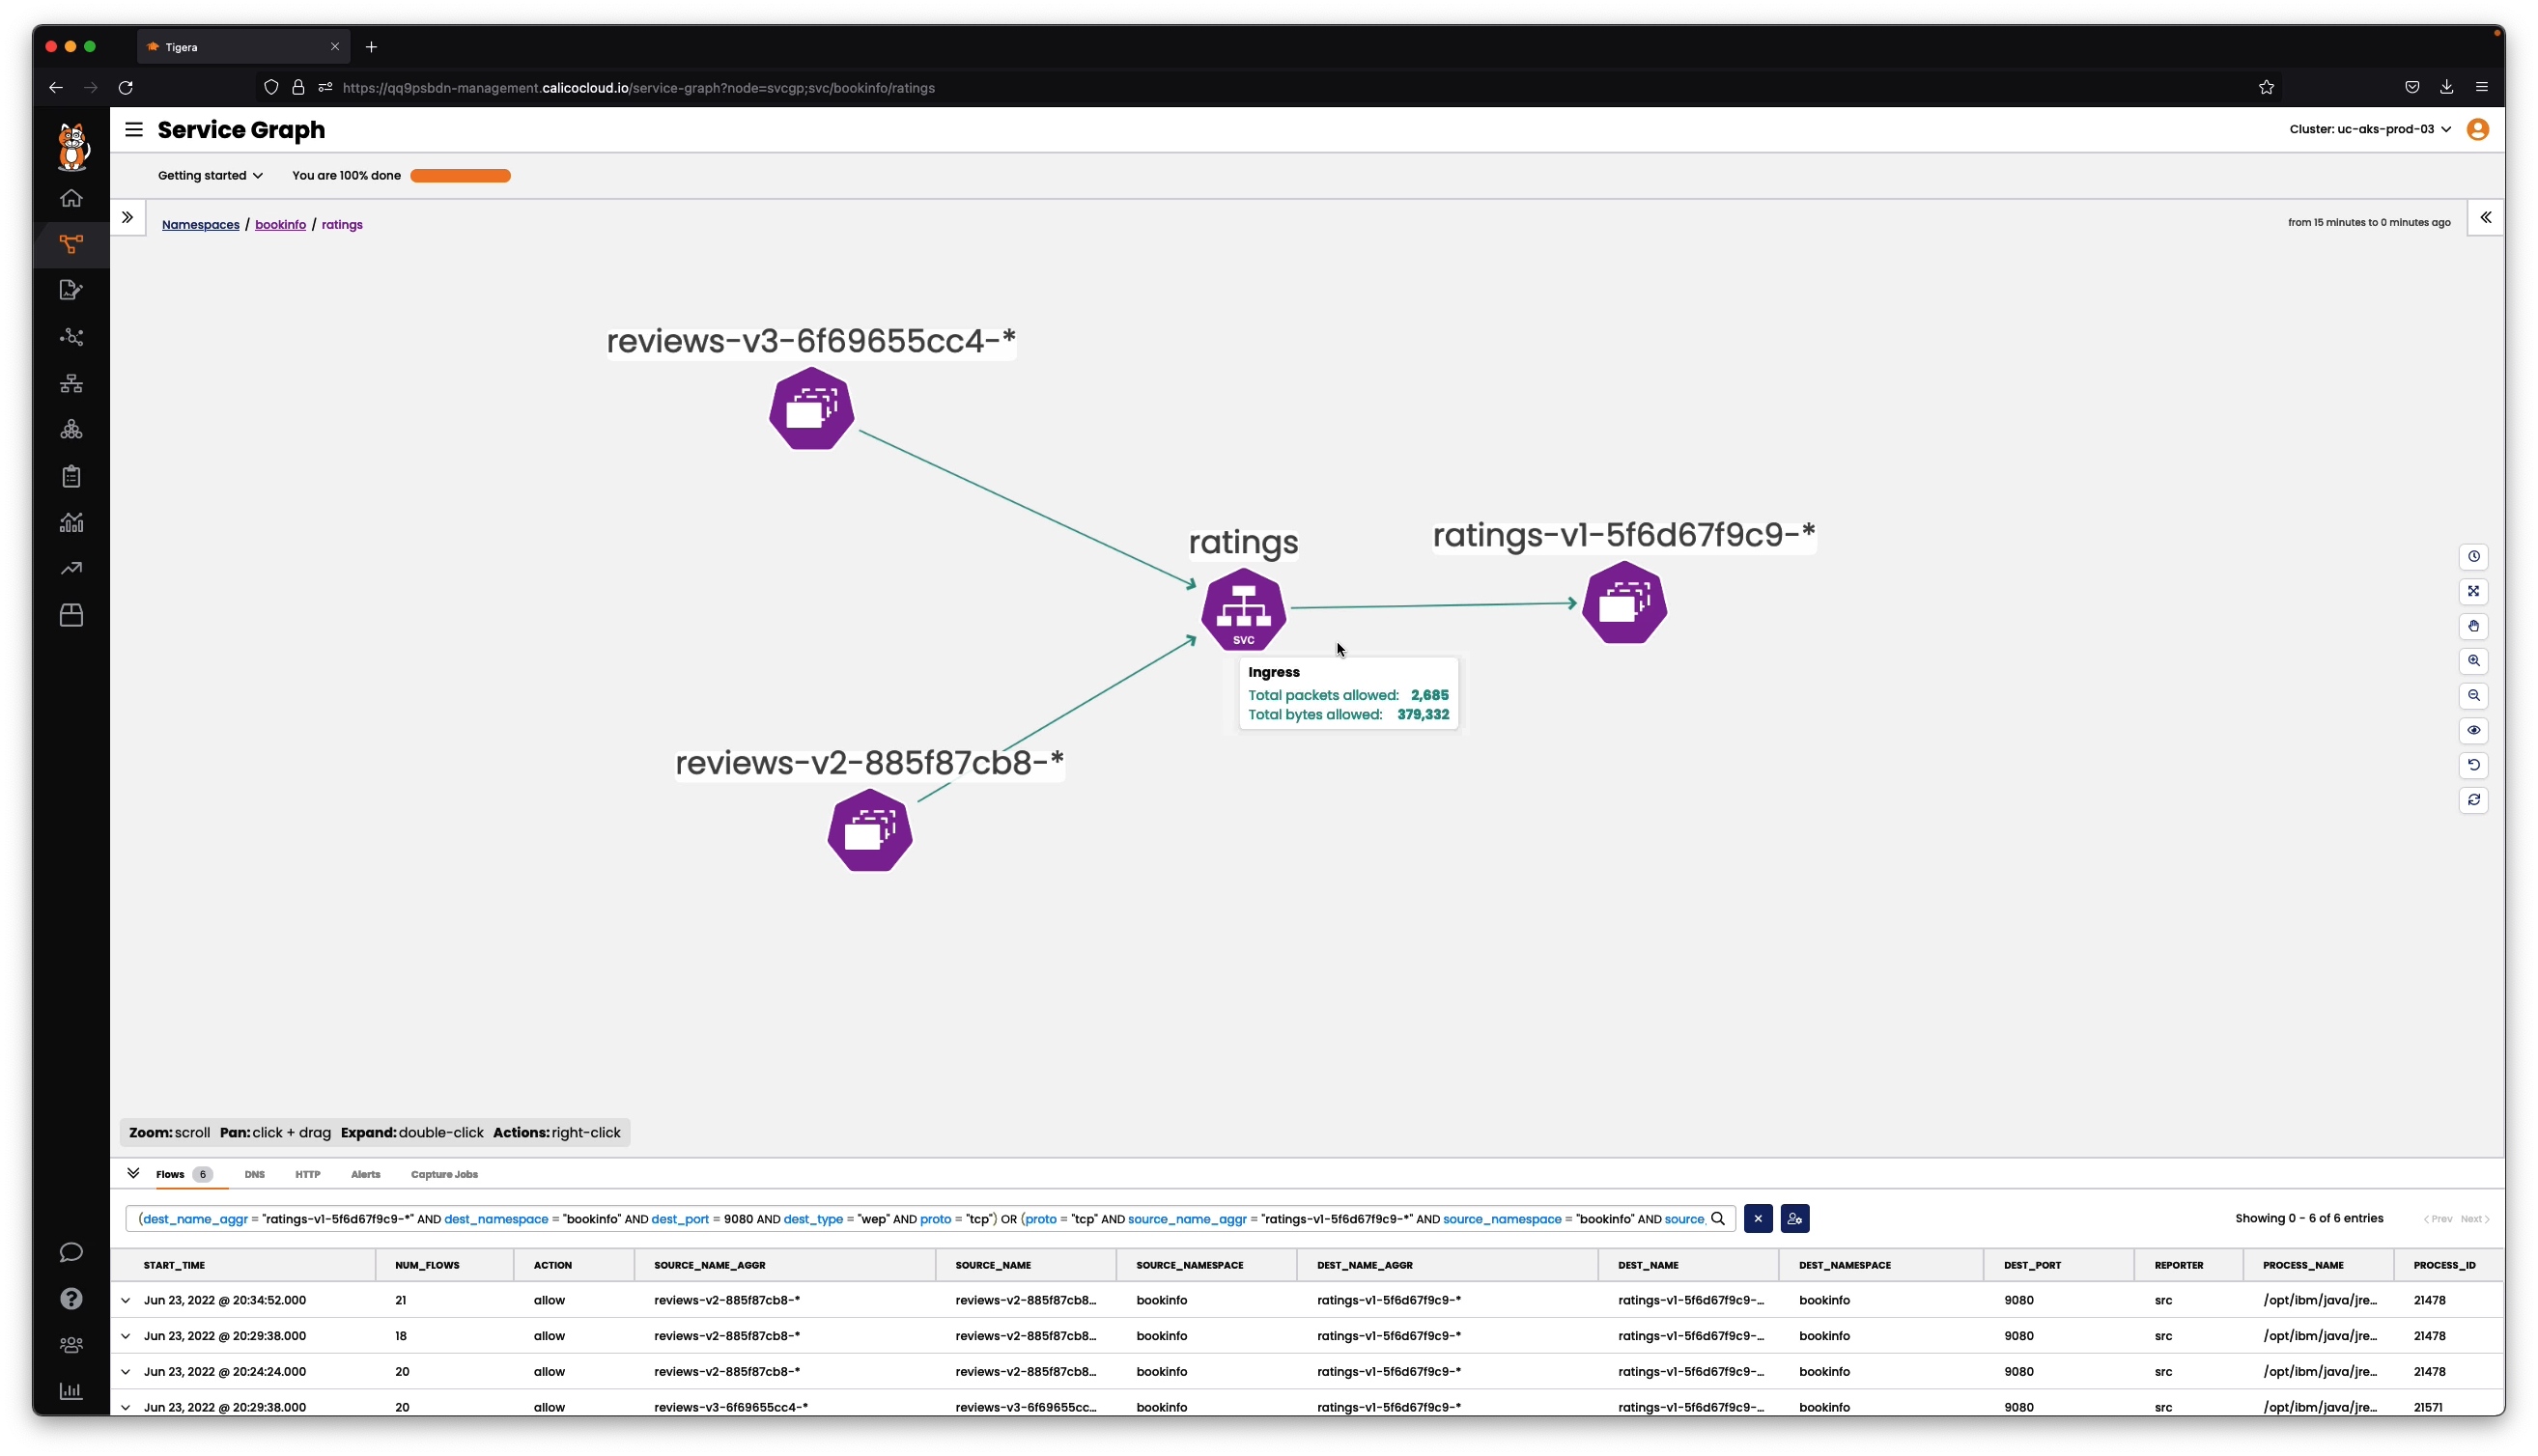 Tigera
https://qq9psbdn-management.calicocloud.io/service-graph?node=svcgp;svc/bookinfo/ratings
Service Graph
Cluster: uc-aks-prod-03
Getting started You are 100% done
Namespaces / bookinfo / ratings
from 15 minutes to 0 minutes ago
reviews-v3-6f69655cc4-*
ratings
ratings-v1-5f6d67f9c9-*
SVC
Ingress
Total packets allowed: 2,685
Total bytes allowed: 379,332
reviews-v2-885f87cb8-*
Zoom: scroll Pan: click + drag Expand: double-click Actions: right-click
Flows 6 DNS HTTP Alerts Capture Jobs
(dest_name_aggr = "ratings-v1-5f6d67f9c9-*" AND dest_namespace = "bookinfo" AND dest_port = 9080 AND dest_type = "wep" AND proto = "tcp") OR (proto = "tcp" AND source_name_aggr = "ratings-v1-5f6d67f9c9-*" AND source_namespace = "bookinfo" AND source_
Showing 0 - 6 of 6 entries < Prev Next >
START_TIME NUM_FLOWS ACTION SOURCE_NAME_AGGR SOURCE_NAME SOURCE_NAMESPACE DEST_NAME_AGGR DEST_NAME DEST_NAMESPACE DEST_PORT REPORTER PROCESS_NAME PROCESS_ID
Jun 23, 2022 @ 20:34:52.000 21 allow reviews-v2-885f87cb8-* reviews-v2-885f87cb8... bookinfo ratings-v1-5f6d67f9c9-* ratings-v1-5f6d67f9c9-... bookinfo 9080 src /opt/ibm/java/jre... 21478
Jun 23, 2022 @ 20:29:38.000 18 allow reviews-v2-885f87cb8-* reviews-v2-885f87cb8... bookinfo ratings-v1-5f6d67f9c9-* ratings-v1-5f6d67f9c9-... bookinfo 9080 src /opt/ibm/java/jre... 21478
Jun 23, 2022 @ 20:24:24.000 20 allow reviews-v2-885f87cb8-* reviews-v2-885f87cb8... bookinfo ratings-v1-5f6d67f9c9-* ratings-v1-5f6d67f9c9-... bookinfo 9080 src /opt/ibm/java/jre... 21478
Jun 23, 2022 @ 20:29:38.000 20 allow reviews-v3-6f69655cc4-* reviews-v3-6f69655cc... bookinfo ratings-v1-5f6d67f9c9-* ratings-v1-5f6d67f9c9-... bookinfo 9080 src /opt/ibm/java/jre... 21571